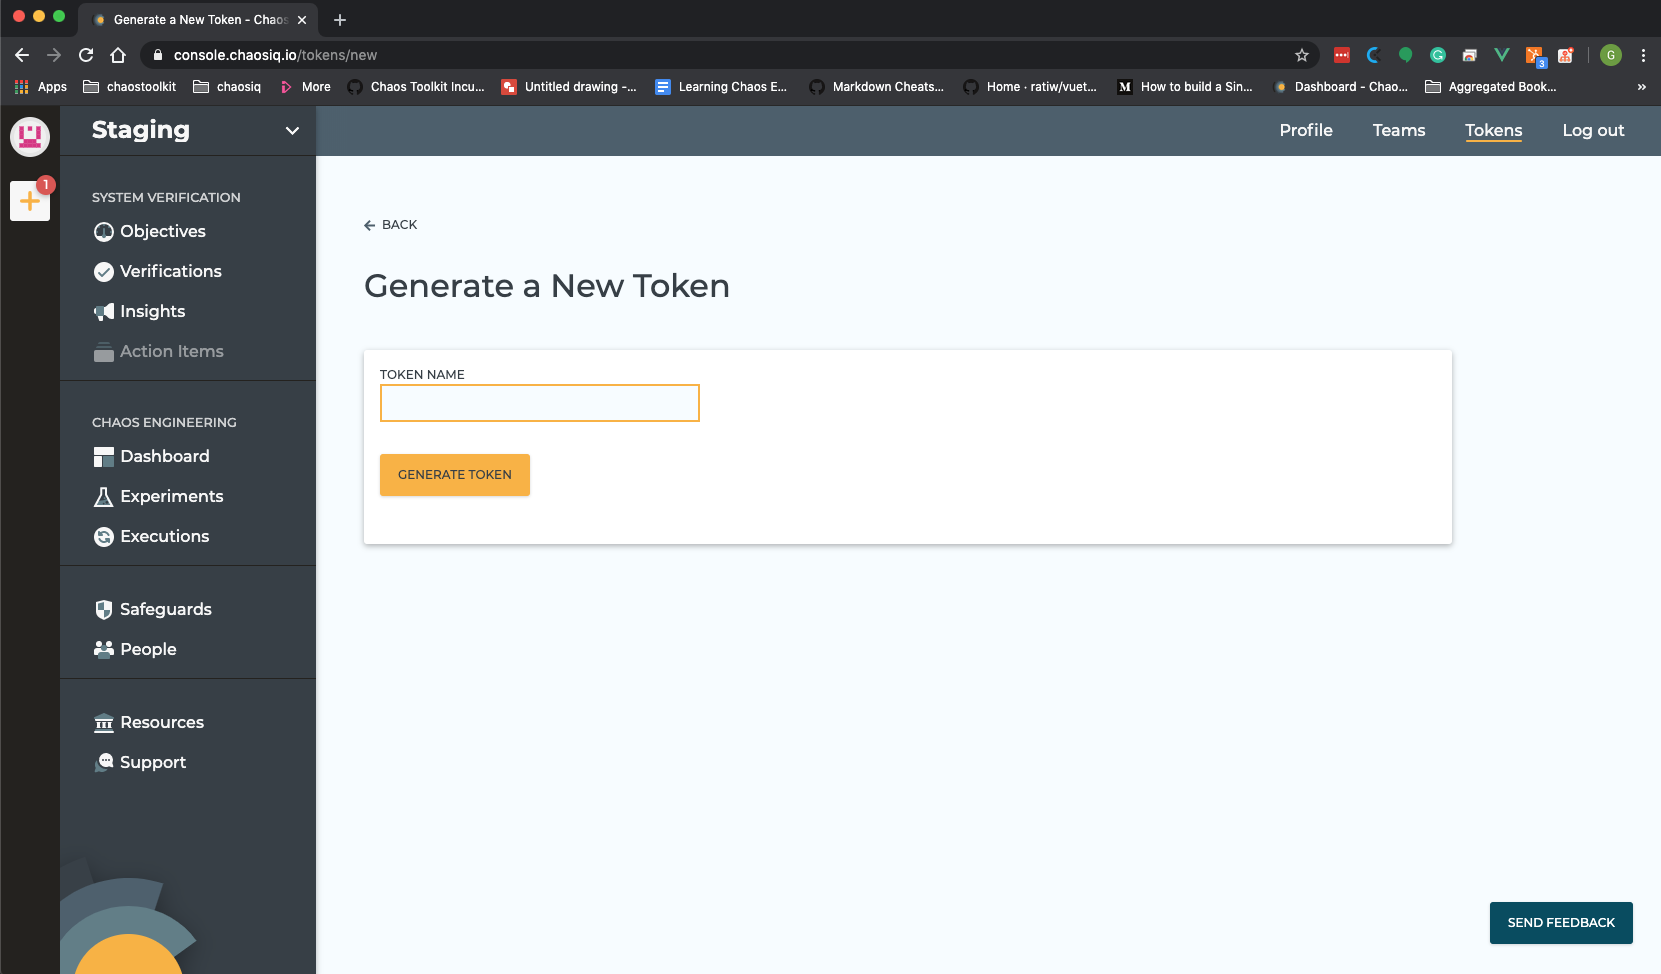 Generate a New Token - Chaos
console.chaosiq.io/tokens/new
3
G
Apps
chaostoolkit
chaosiq
More
Chaos Toolkit Incu...
Untitled drawing -...
Learning Chaos E...
Markdown Cheats...
Home · ratiw/vuet...
M
How to build a Sin...
Dashboard - Chao...
Aggregated Book...
»
Staging
Profile
Teams
Tokens
Log out
1
SYSTEM VERIFICATION
Objectives
Verifications
Insights
Action Items
CHAOS ENGINEERING
Dashboard
Experiments
Executions
Safeguards
People
Resources
Support
BACK
Generate a New Token
TOKEN NAME
GENERATE TOKEN
SEND FEEDBACK